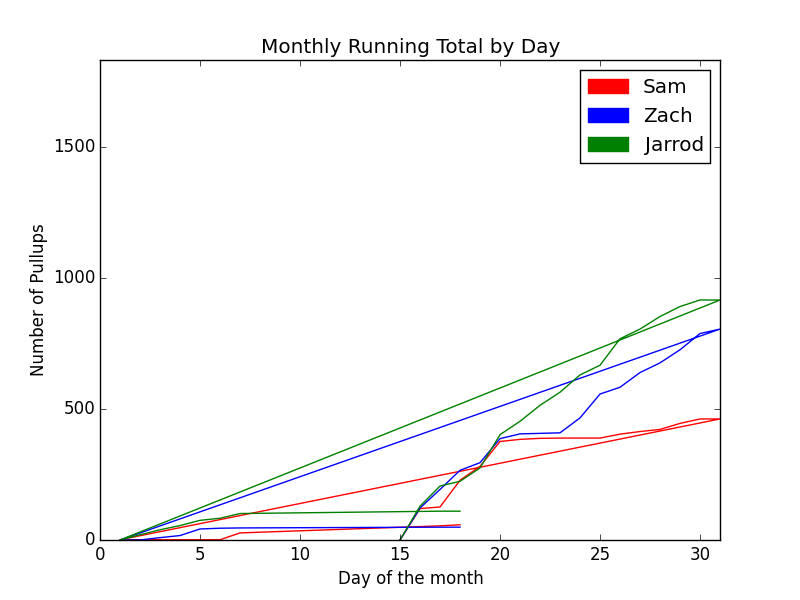 Monthly Running Total by Day
Sam
Zach
Jarrod
Number of Pullups
1500
1000
500
0
0 5 10 15 20 25 30
Day of the month